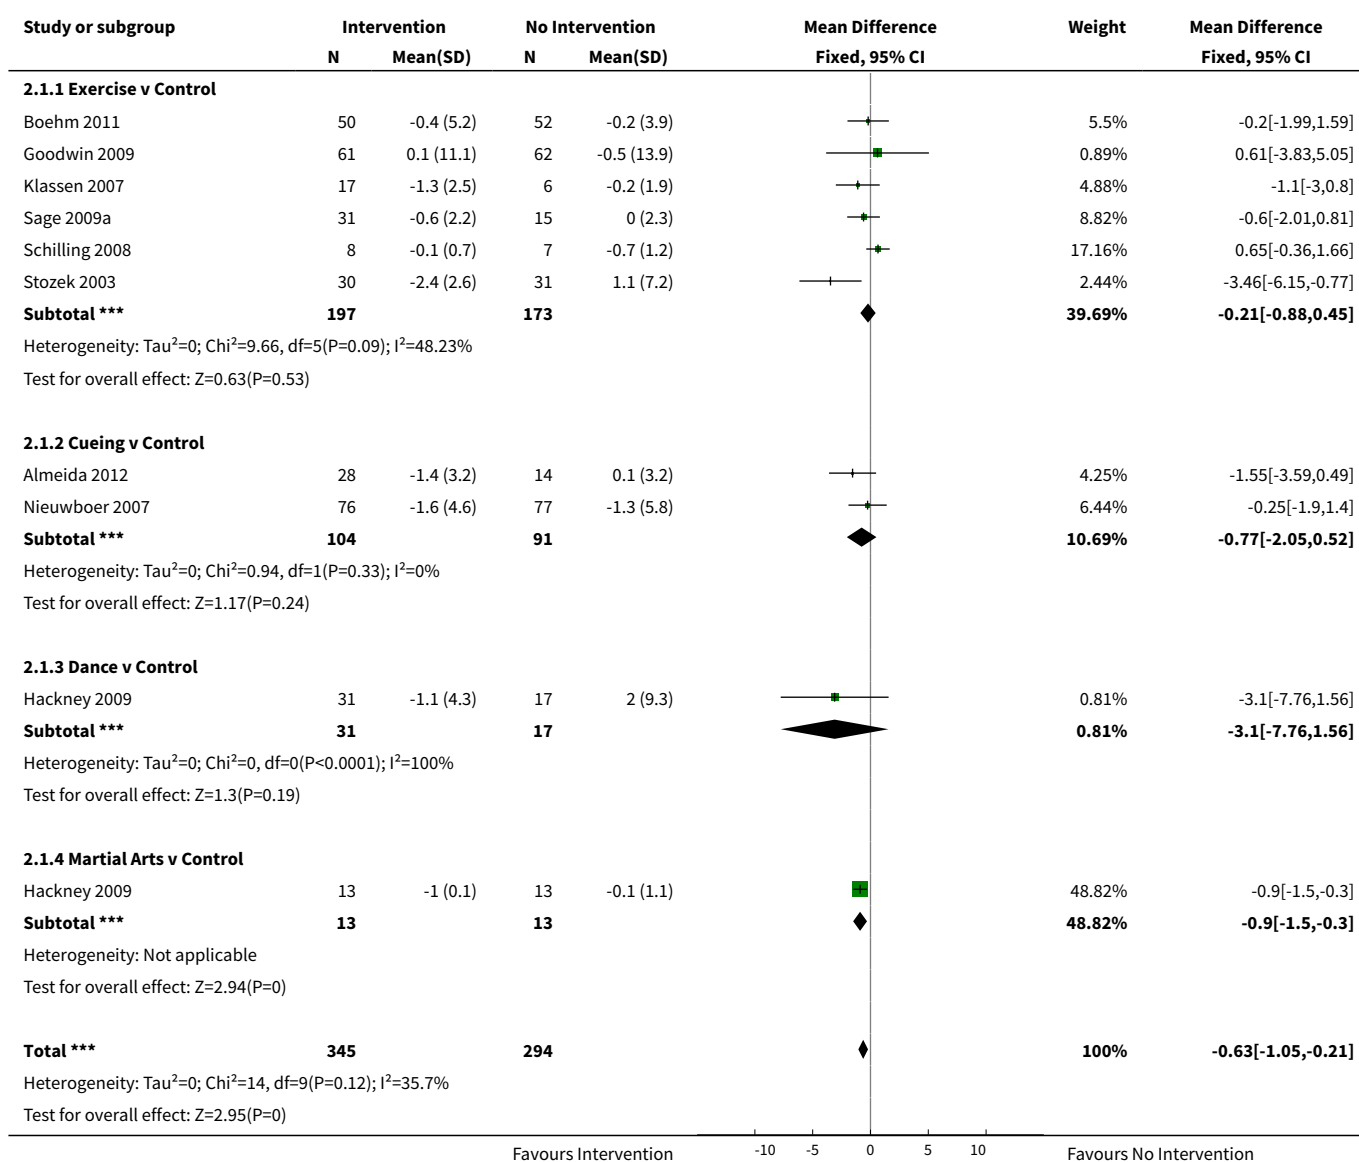 Study or subgroup Intervention No Intervention Mean Difference Weight Mean Difference
N Mean(SD) N Mean(SD) Fixed, 95% CI Fixed, 95% CI
2.1.1 Exercise v Control
Boehm 2011 50 -0.4 (5.2) 52 -0.2 (3.9) 5.5% -0.2[-1.99,1.59]
Goodwin 2009 61 0.1 (11.1) 62 -0.5 (13.9) 0.89% 0.61[-3.83,5.05]
Klassen 2007 17 -1.3 (2.5) 6 -0.2 (1.9) 4.88% -1.1[-3,0.8]
Sage 2009a 31 -0.6 (2.2) 15 0 (2.3) 8.82% -0.6[-2.01,0.81]
Schilling 2008 8 -0.1 (0.7) 7 -0.7 (1.2) 17.16% 0.65[-0.36,1.66]
Stozek 2003 30 -2.4 (2.6) 31 1.1 (7.2) 2.44% -3.46[-6.15,-0.77]
Subtotal *** 197 173 39.69% -0.21[-0.88,0.45]
Heterogeneity: Tau²=0; Chi²=9.66, df=5(P=0.09); I²=48.23%
Test for overall effect: Z=0.63(P=0.53)
2.1.2 Cueing v Control
Almeida 2012 28 -1.4 (3.2) 14 0.1 (3.2) 4.25% -1.55[-3.59,0.49]
Nieuwboer 2007 76 -1.6 (4.6) 77 -1.3 (5.8) 6.44% -0.25[-1.9,1.4]
Subtotal *** 104 91 10.69% -0.77[-2.05,0.52]
Heterogeneity: Tau²=0; Chi²=0.94, df=1(P=0.33); I²=0%
Test for overall effect: Z=1.17(P=0.24)
2.1.3 Dance v Control
Hackney 2009 31 -1.1 (4.3) 17 2 (9.3) 0.81% -3.1[-7.76,1.56]
Subtotal *** 31 17 0.81% -3.1[-7.76,1.56]
Heterogeneity: Tau²=0; Chi²=0, df=0(P<0.0001); I²=100%
Test for overall effect: Z=1.3(P=0.19)
2.1.4 Martial Arts v Control
Hackney 2009 13 -1 (0.1) 13 -0.1 (1.1) 48.82% -0.9[-1.5,-0.3]
Subtotal *** 13 13 48.82% -0.9[-1.5,-0.3]
Heterogeneity: Not applicable
Test for overall effect: Z=2.94(P=0)
Total *** 345 294 100% -0.63[-1.05,-0.21]
Heterogeneity: Tau²=0; Chi²=14, df=9(P=0.12); I²=35.7%
Test for overall effect: Z=2.95(P=0)
Favours Intervention -10 -5 0 5 10 Favours No Intervention